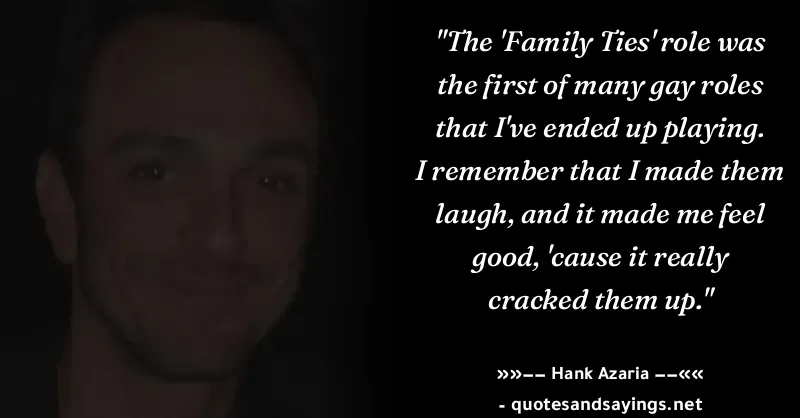 "The 'Family Ties' role was
the first of many gay roles
that I've ended up playing.
I remember that I made them
laugh, and it made me feel
good, 'cause it really
cracked them up."
»»−− Hank Azaria −−««
- quotesandsayings.net